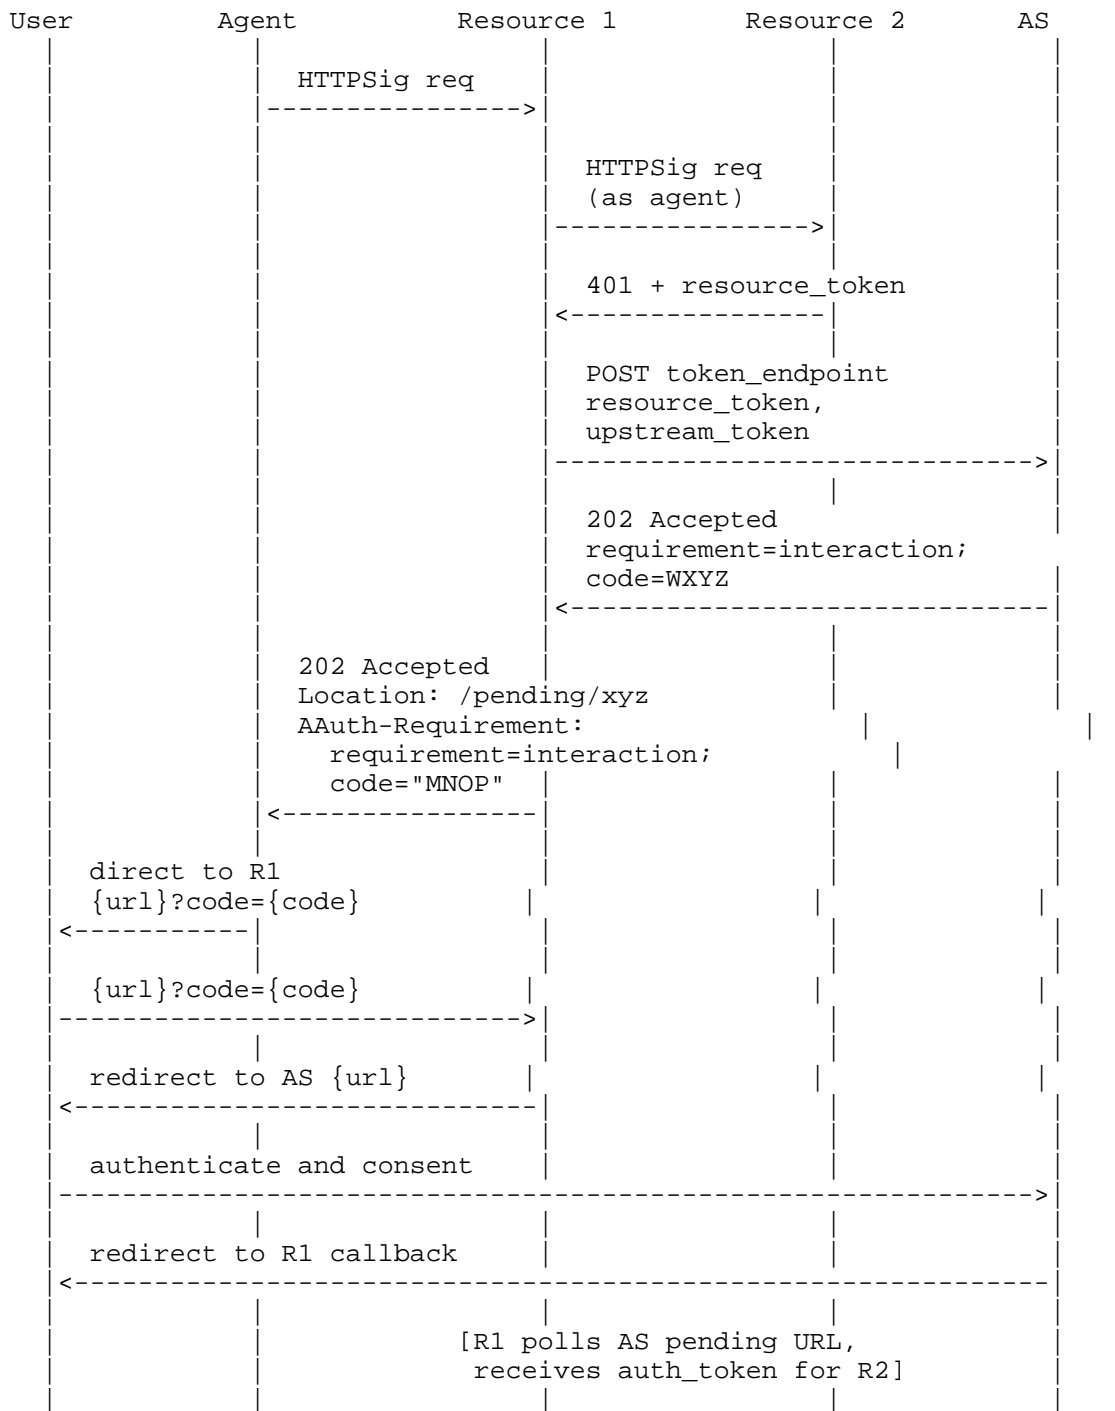 User Agent Resource 1 Resource 2 AS
HTTPSig req
HTTPSig req
(as agent)
401 + resource_token
POST token_endpoint
resource_token,
upstream_token
202 Accepted
requirement=interaction;
code=WXYZ
202 Accepted
Location: /pending/xyz
AAuth-Requirement:
requirement=interaction;
code="MNOP"
direct to R1
{url}?code={code}
{url}?code={code}
redirect to AS {url}
authenticate and consent
redirect to R1 callback
[R1 polls AS pending URL,
receives auth_token for R2]